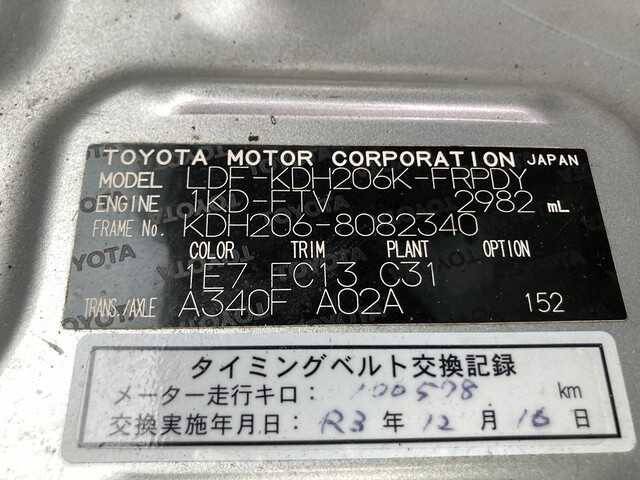 TOYOTA MOTOR CORPORATION JAPAN
MODEL LDF-KDH206K-FRPDY
ENGINE 1KD-FTV 2982 mL
FRAME No. KDH206-8082340
COLOR TRIM PLANT OPTION
1E7 FC13 C31
TRANS./AXLE A340F A02A 152
タイミングベルト交換記録
メーター走行キロ: 100578 km
交換実施年月日: R3 年 12 月 16 日